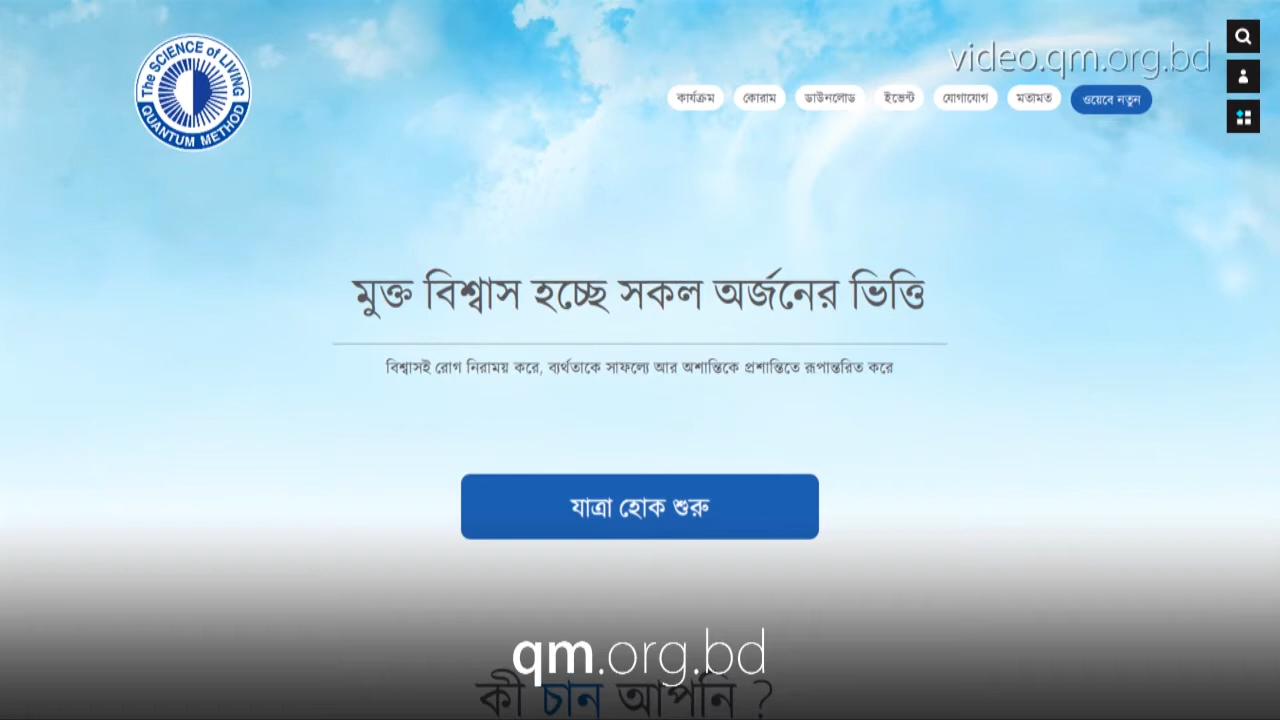 The SCIENCE of LIVING
QUANTUM METHOD
video.qm.org.bd
কার্যক্রম কোরাম ডাউনলোড ইভেন্ট যোগাযোগ মতামত ওয়েবে নতুন
মুক্ত বিশ্বাস হচ্ছে সকল অর্জনের ভিত্তি
বিশ্বাসই রোগ নিরাময় করে, ব্যর্থতাকে সাফল্যে আর অশান্তিকে প্রশান্তিতে রূপান্তরিত করে
যাত্রা হোক শুরু
qm.org.bd
কী চান আপনি ?